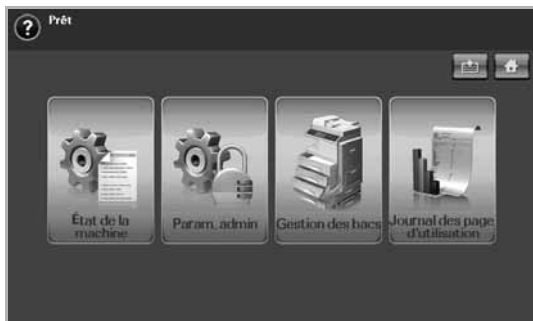 Prêt
État de la
machine
Param. admin
Gestion des bacs
Journal des page
d'utilisation